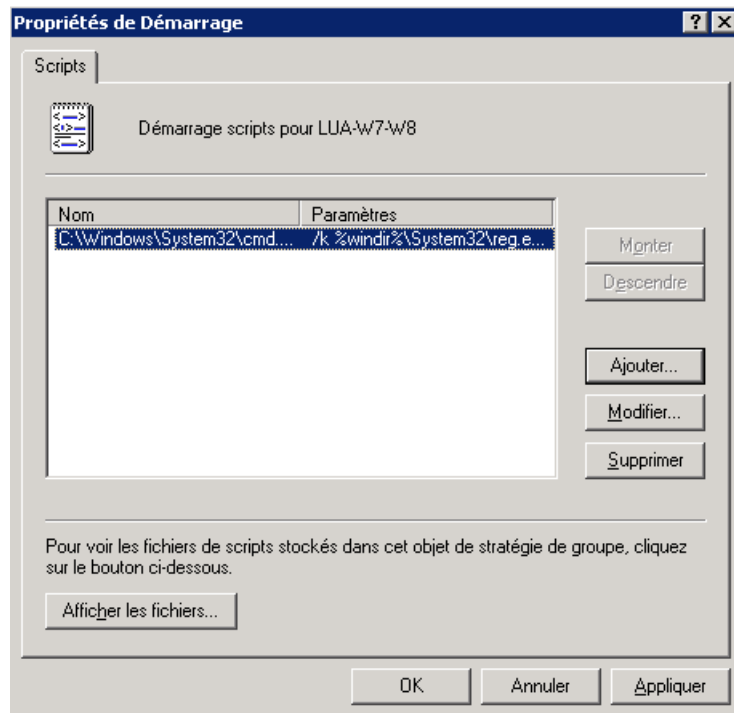 Propriétés de Démarrage
Scripts
Démarrage scripts pour LUA-W7-W8
Nom Paramètres
C:\Windows\System32\cmd.... /k %windir%\System32\reg.e...
Monter
Descendre
Ajouter...
Modifier...
Supprimer
Pour voir les fichiers de scripts stockés dans cet objet de stratégie de groupe, cliquez
sur le bouton ci-dessous.
Afficher les fichiers...
OK Annuler Appliquer